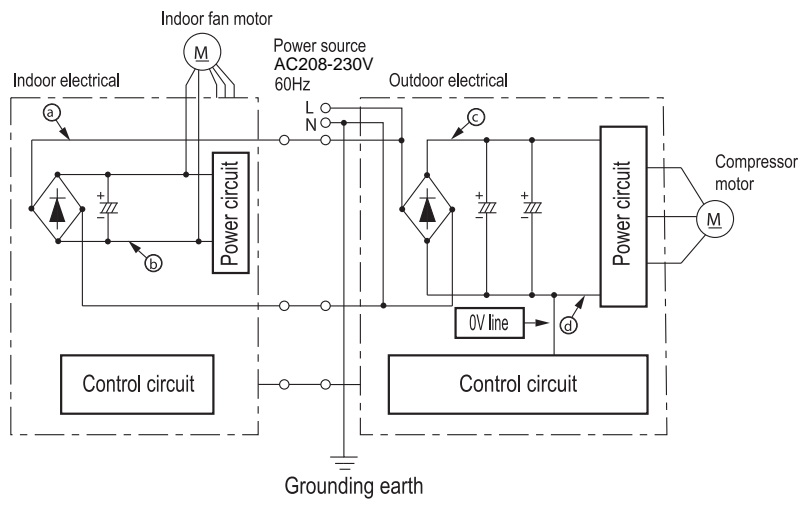 Indoor fan motor
M
Power source
AC208-230V
60Hz
Indoor electrical
Outdoor electrical
L
N
ⓐ
ⓒ
+
−
+
−
+
−
Power circuit
Power circuit
Compressor
motor
M
ⓑ
0V line
ⓓ
Control circuit
Control circuit
Grounding earth